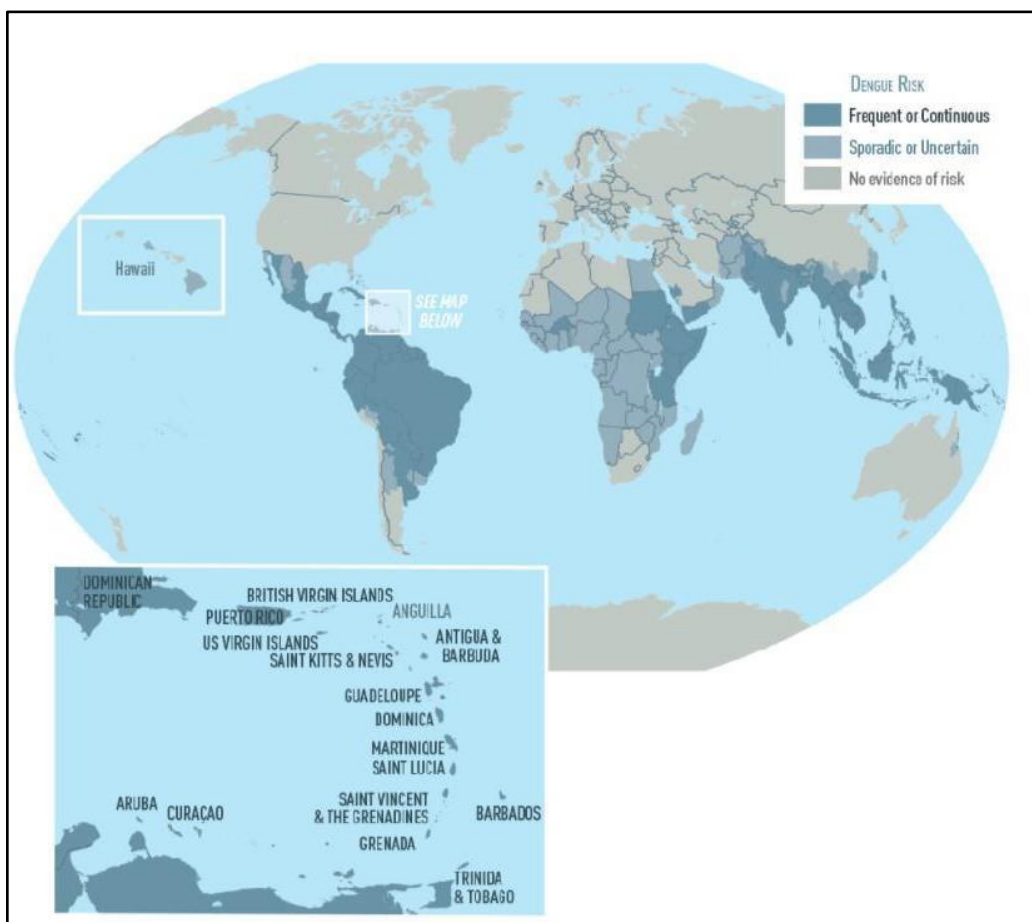 DENGUE RISK
Frequent or Continuous
Sporadic or Uncertain
No evidence of risk
Hawaii
SEE MAP
BELOW
DOMINICAN
REPUBLIC
BRITISH VIRGIN ISLANDS
PUERTO RICO
ANGUILLA
US VIRGIN ISLANDS
SAINT KITTS & NEVIS
ANTIGUA &
BARBUDA
GUADELOUPE
DOMINICA
MARTINIQUE
SAINT LUCIA
SAINT VINCENT
& THE GRENADINES
BARBADOS
ARUBA
CURAÇAO
GRENADA
TRINIDA
& TOBAGO